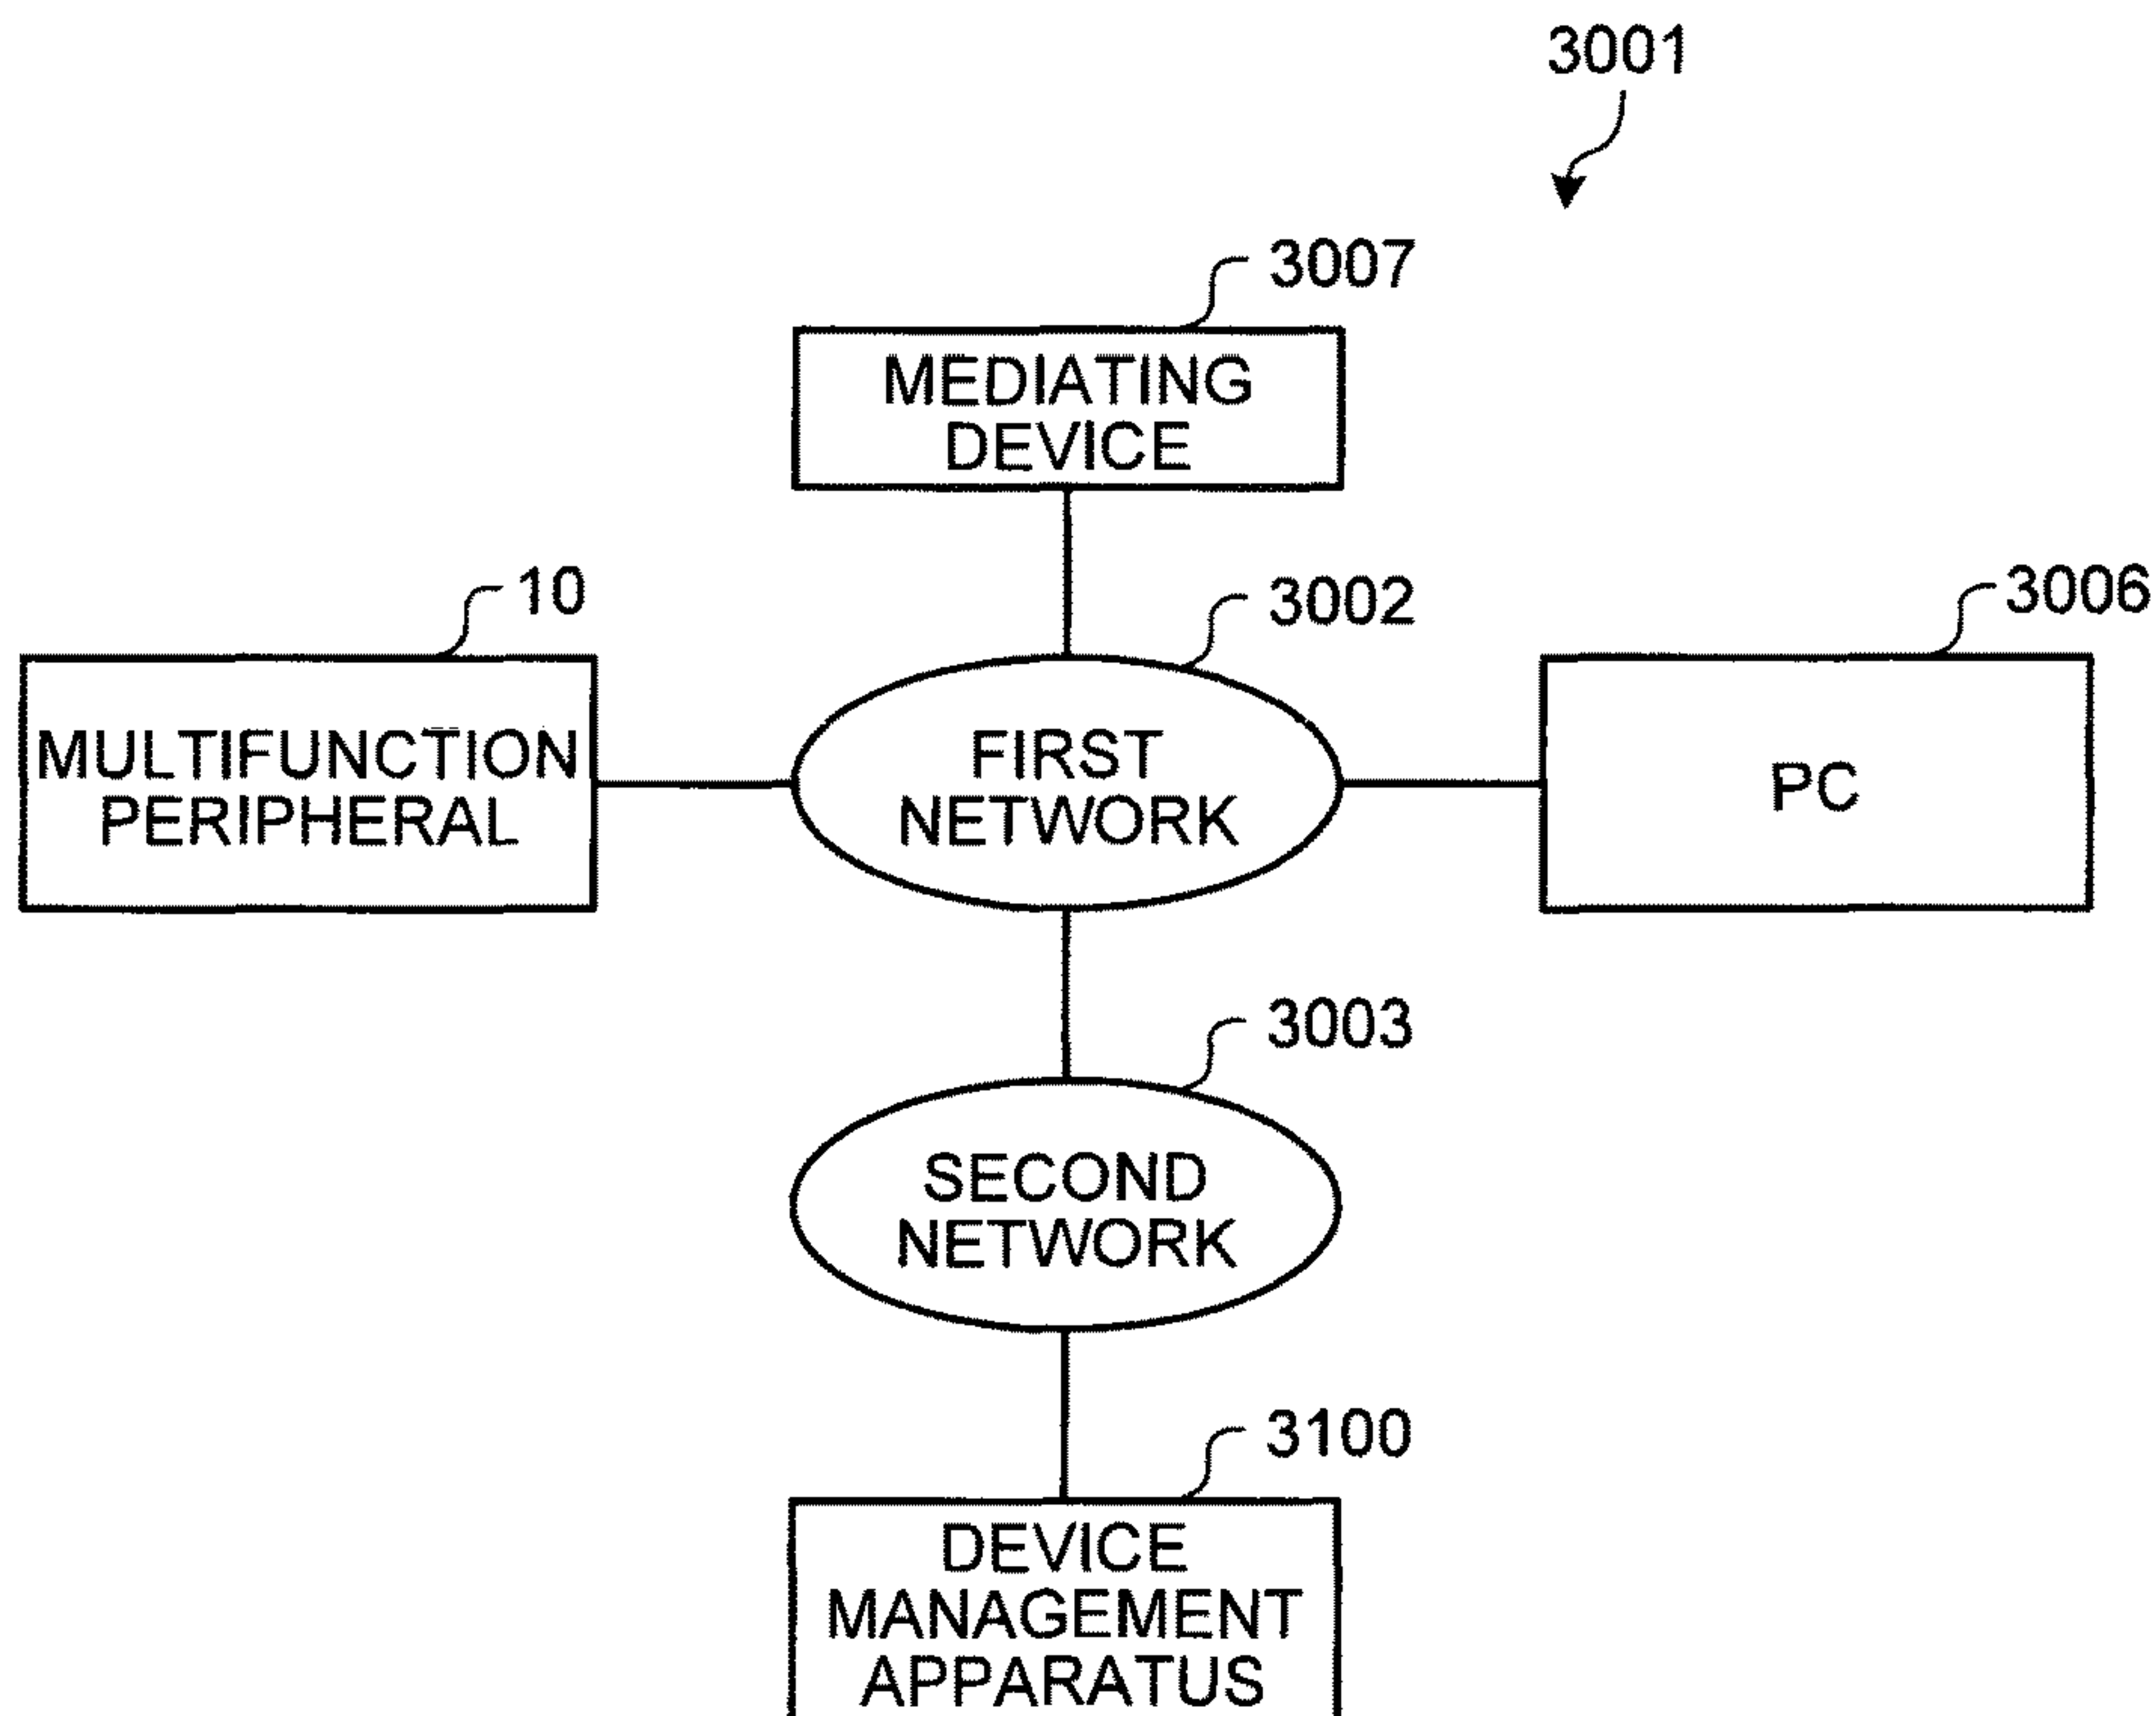 3001
3007
MEDIATING
DEVICE
10
3002
3006
MULTIFUNCTION
PERIPHERAL
FIRST
NETWORK
PC
3003
SECOND
NETWORK
3100
DEVICE
MANAGEMENT
APPARATUS